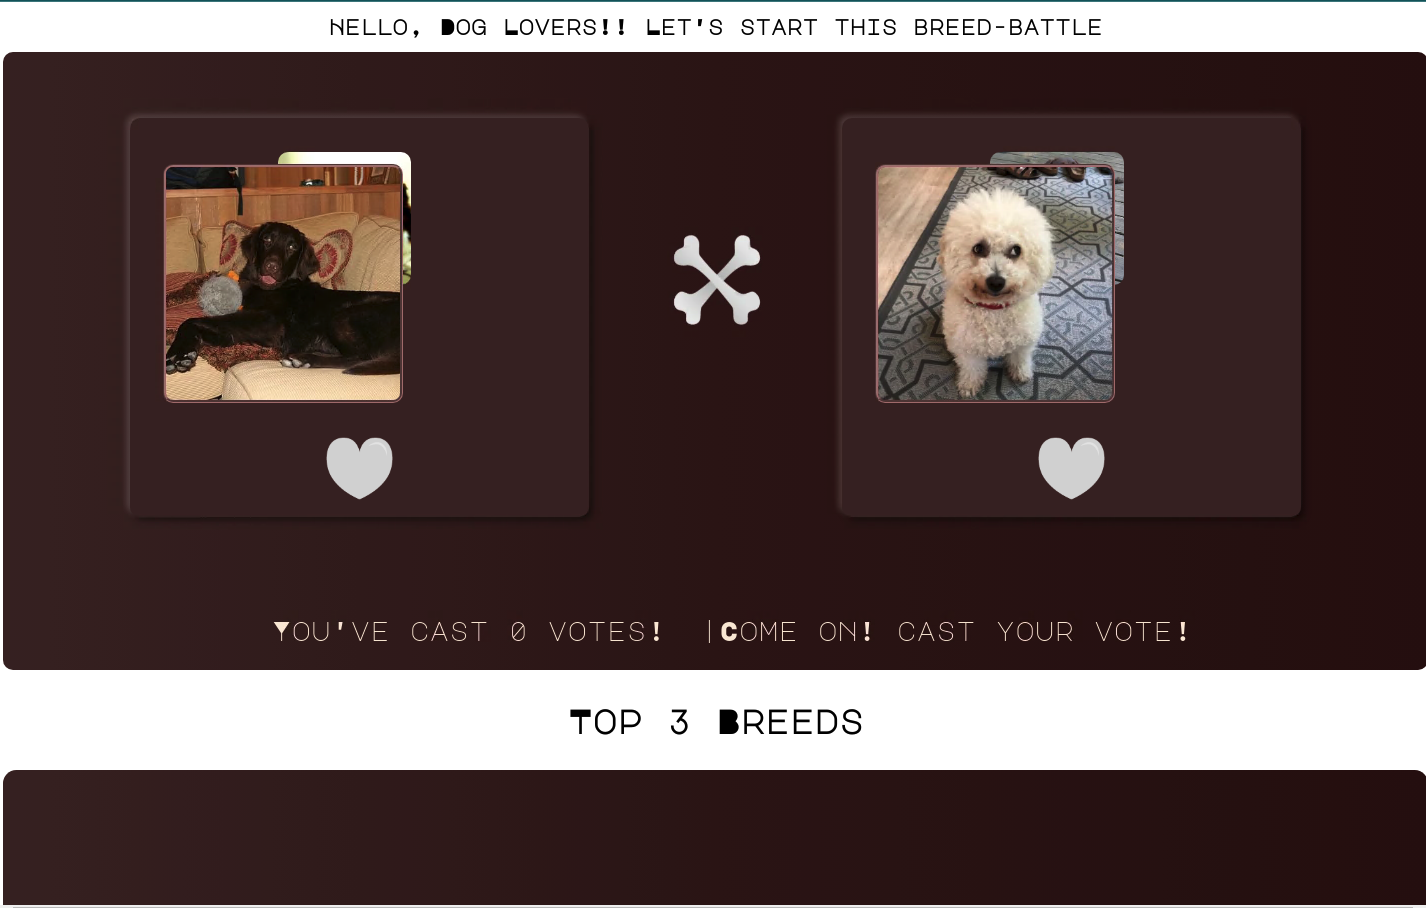 Hello, Dog Lovers!! Let's start this breed-battle
You've cast 0 votes! |Come on! cast your vote!
Top 3 Breeds